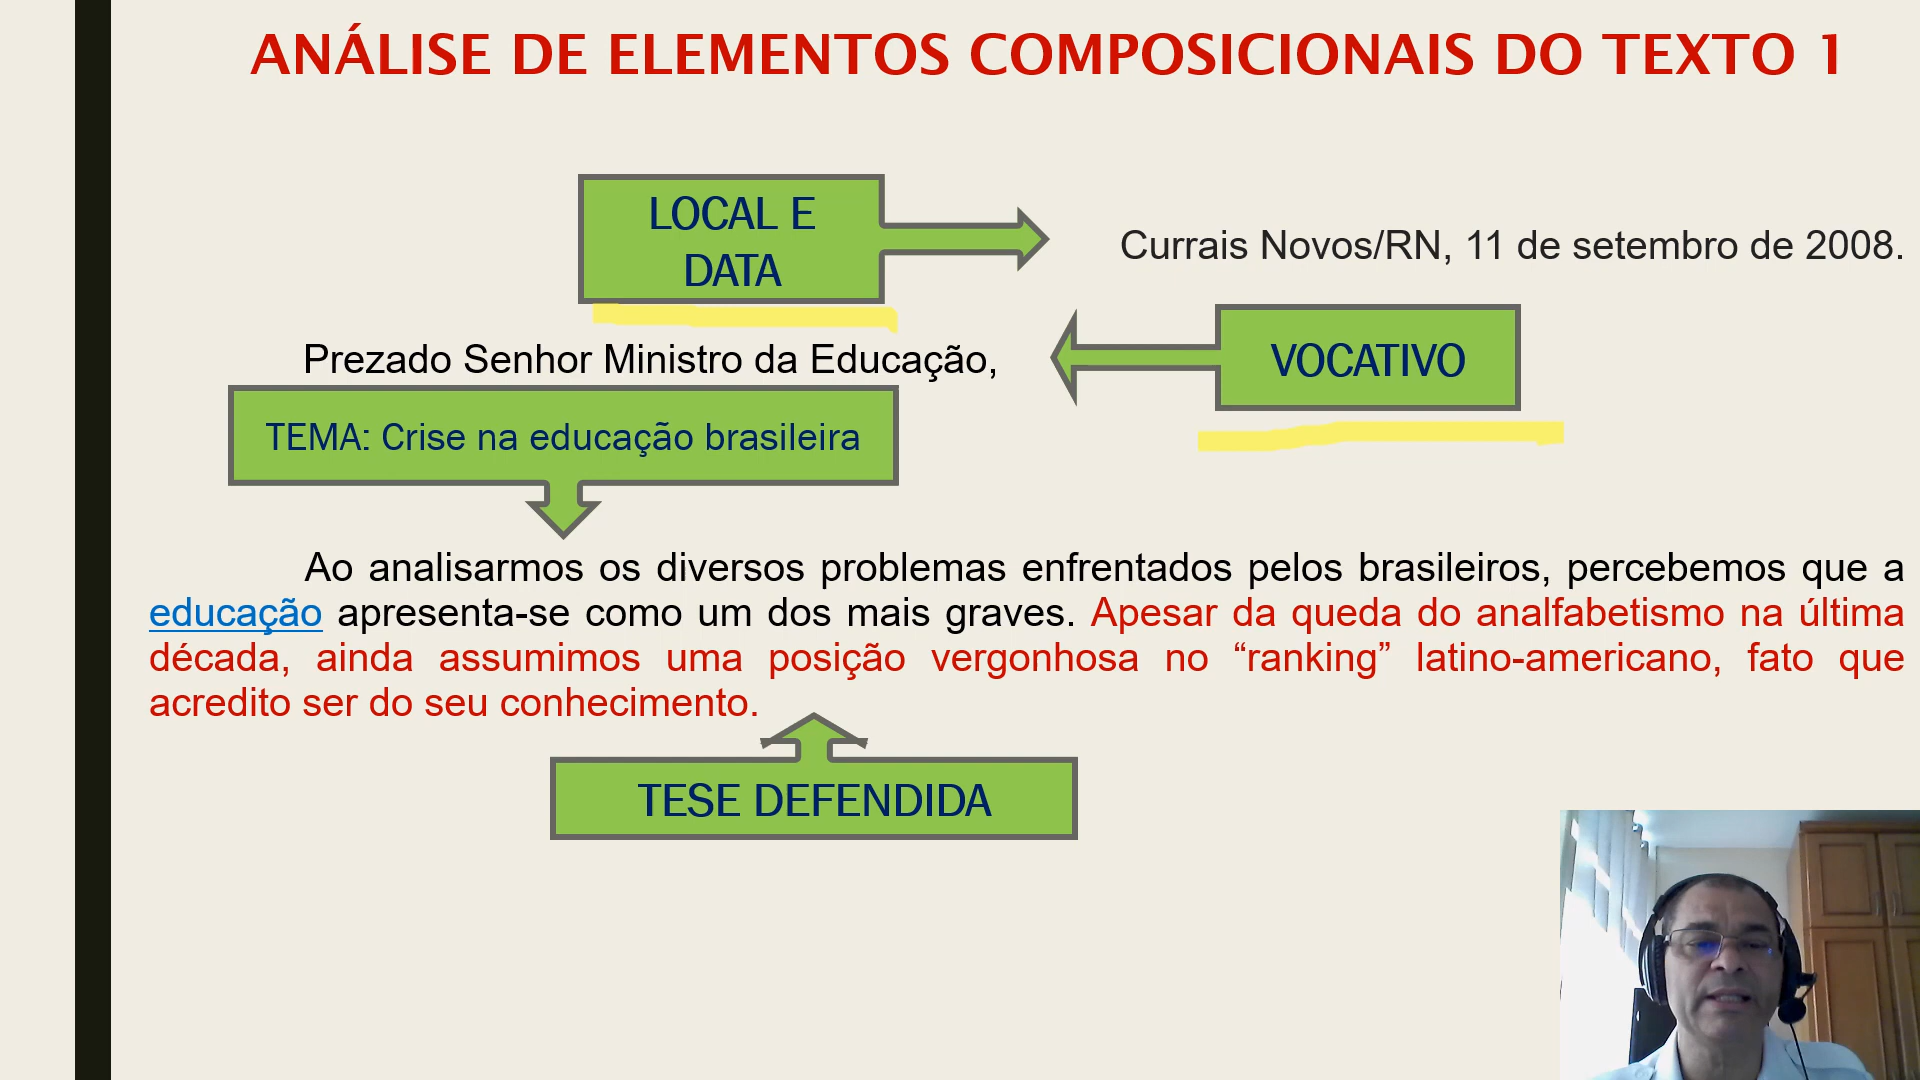 ANÁLISE DE ELEMENTOS COMPOSICIONAIS DO TEXTO 1
LOCAL E
DATA
Currais Novos/RN, 11 de setembro de 2008.
Prezado Senhor Ministro da Educação,
VOCATIVO
TEMA: Crise na educação brasileira
Ao analisarmos os diversos problemas enfrentados pelos brasileiros, percebemos que a
educação apresenta-se como um dos mais graves. Apesar da queda do analfabetismo na última
década, ainda assumimos uma posição vergonhosa no “ranking” latino-americano, fato que
acredito ser do seu conhecimento.
TESE DEFENDIDA